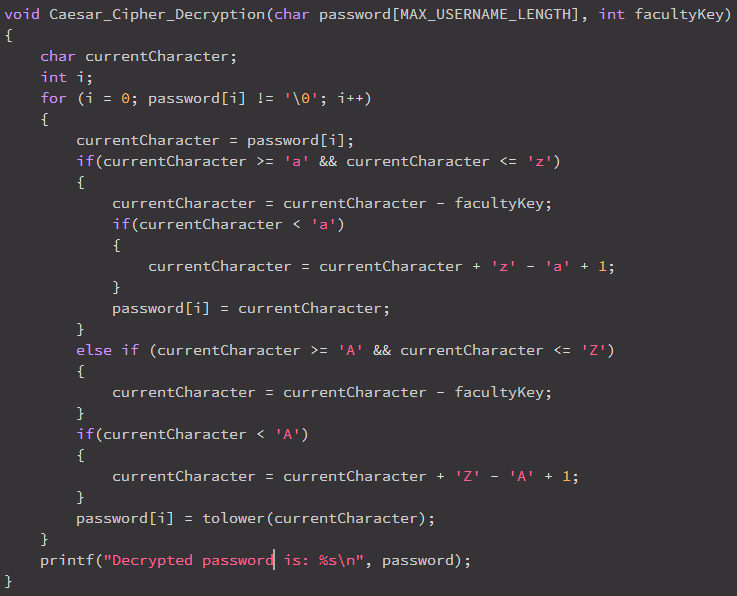 void Caesar_Cipher_Decryption(char password[MAX_USERNAME_LENGTH], int facultyKey)
{
    char currentCharacter;
    int i;
    for (i = 0; password[i] != '\0'; i++)
    {
        currentCharacter = password[i];
        if(currentCharacter >= 'a' && currentCharacter <= 'z')
        {
            currentCharacter = currentCharacter - facultyKey;
            if(currentCharacter < 'a')
            {
                currentCharacter = currentCharacter + 'z' - 'a' + 1;
            }
            password[i] = currentCharacter;
        }
        else if (currentCharacter >= 'A' && currentCharacter <= 'Z')
        {
            currentCharacter = currentCharacter - facultyKey;
        }
        if(currentCharacter < 'A')
        {
            currentCharacter = currentCharacter + 'Z' - 'A' + 1;
        }
        password[i] = tolower(currentCharacter);
    }
    printf("Decrypted password is: %s\n", password);
}